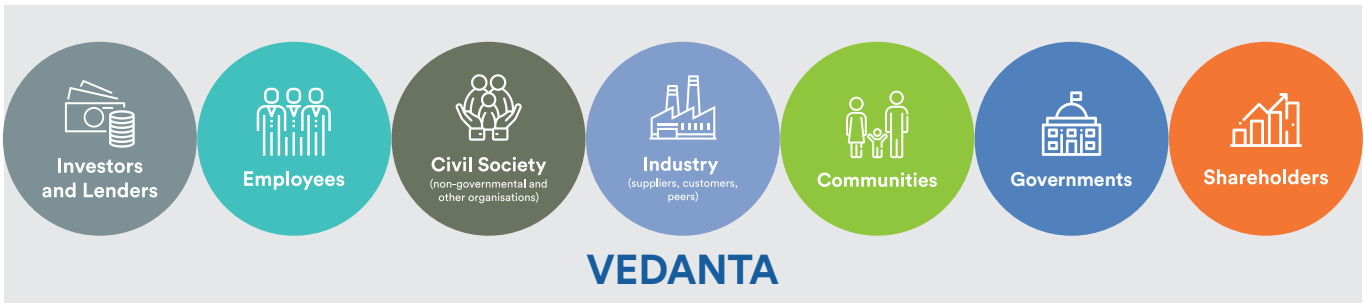 Investors
and Lenders
Employees
Civil Society
(non-governmental and
other organisations)
Industry
(suppliers, customers,
peers)
Communities
Governments
Shareholders
VEDANTA